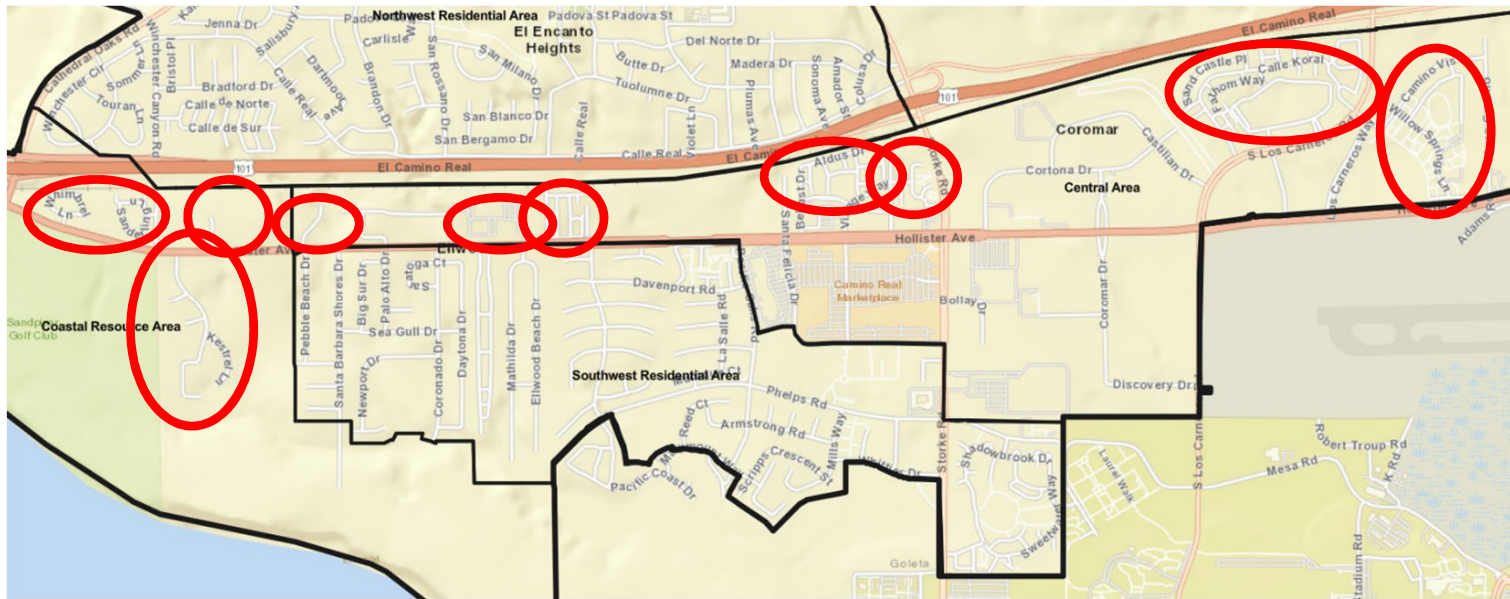 Northwest Residential Area
Padova St Padova St
El Encanto
Heights
Jenna Dr
Carlisle
Salisbury
Cathedral Oaks Rd
Winchester Cir
Sommer Ln
Winchester Canyon Rd
Bristol Pl
Touran Ln
Bradford Dr
Calle de Norte
Calle de Sur
Calle Real
Dartmoor Ave
Brandon Dr
San Rossano Dr
San Milano Dr
San Blanco Dr
San Bergamo Dr
Calle Real
Butte Dr
Tuolumne Dr
Del Norte Dr
Madera Dr
Violet Ln
Plumas Ave
Sonoma Ave
Amador St
Colusa Dr
Calle Real
El Camino Real
101
El Camino Real
101
El Camino Real
Sand Castle Pl
Calle Koral
Fathom Way
Camino Vis
Willow Springs Ln
Coromar
Castilian Dr
Cortona Dr
Central Area
S Los Carneros Rd
Los Carneros Way
Adams Rd
Aldus Dr
Santa Felicia Dr
Storke Rd
Whimbrel
Ln
Hollister Ave
Camino Real
Marketplace
Bollay Dr
Coromar Dr
Discovery Dr
Sandpiper
Golf Club
Coastal Resource Area
Kestrel Ln
Pebble Beach Dr
Santa Barbara Shores Dr
Big Sur Dr
Palo Alto Dr
Sea Gull Dr
Newport Dr
Coronado Dr
Daytona Dr
Mathilda Dr
Ellwood Beach Dr
Davenport Rd
La Salle Rd
Southwest Residential Area
Phelps Rd
Reed Ct
Armstrong Rd
Mills Way
Scripps Crescent St
Whittier Dr
Pacific Coast Dr
Storke Rd
Shadowbrook Dr
Sweetwater Way
Laurel Walk
S Los Carn
Mesa Rd
Robert Troup Rd
Stadium Rd
Goleta